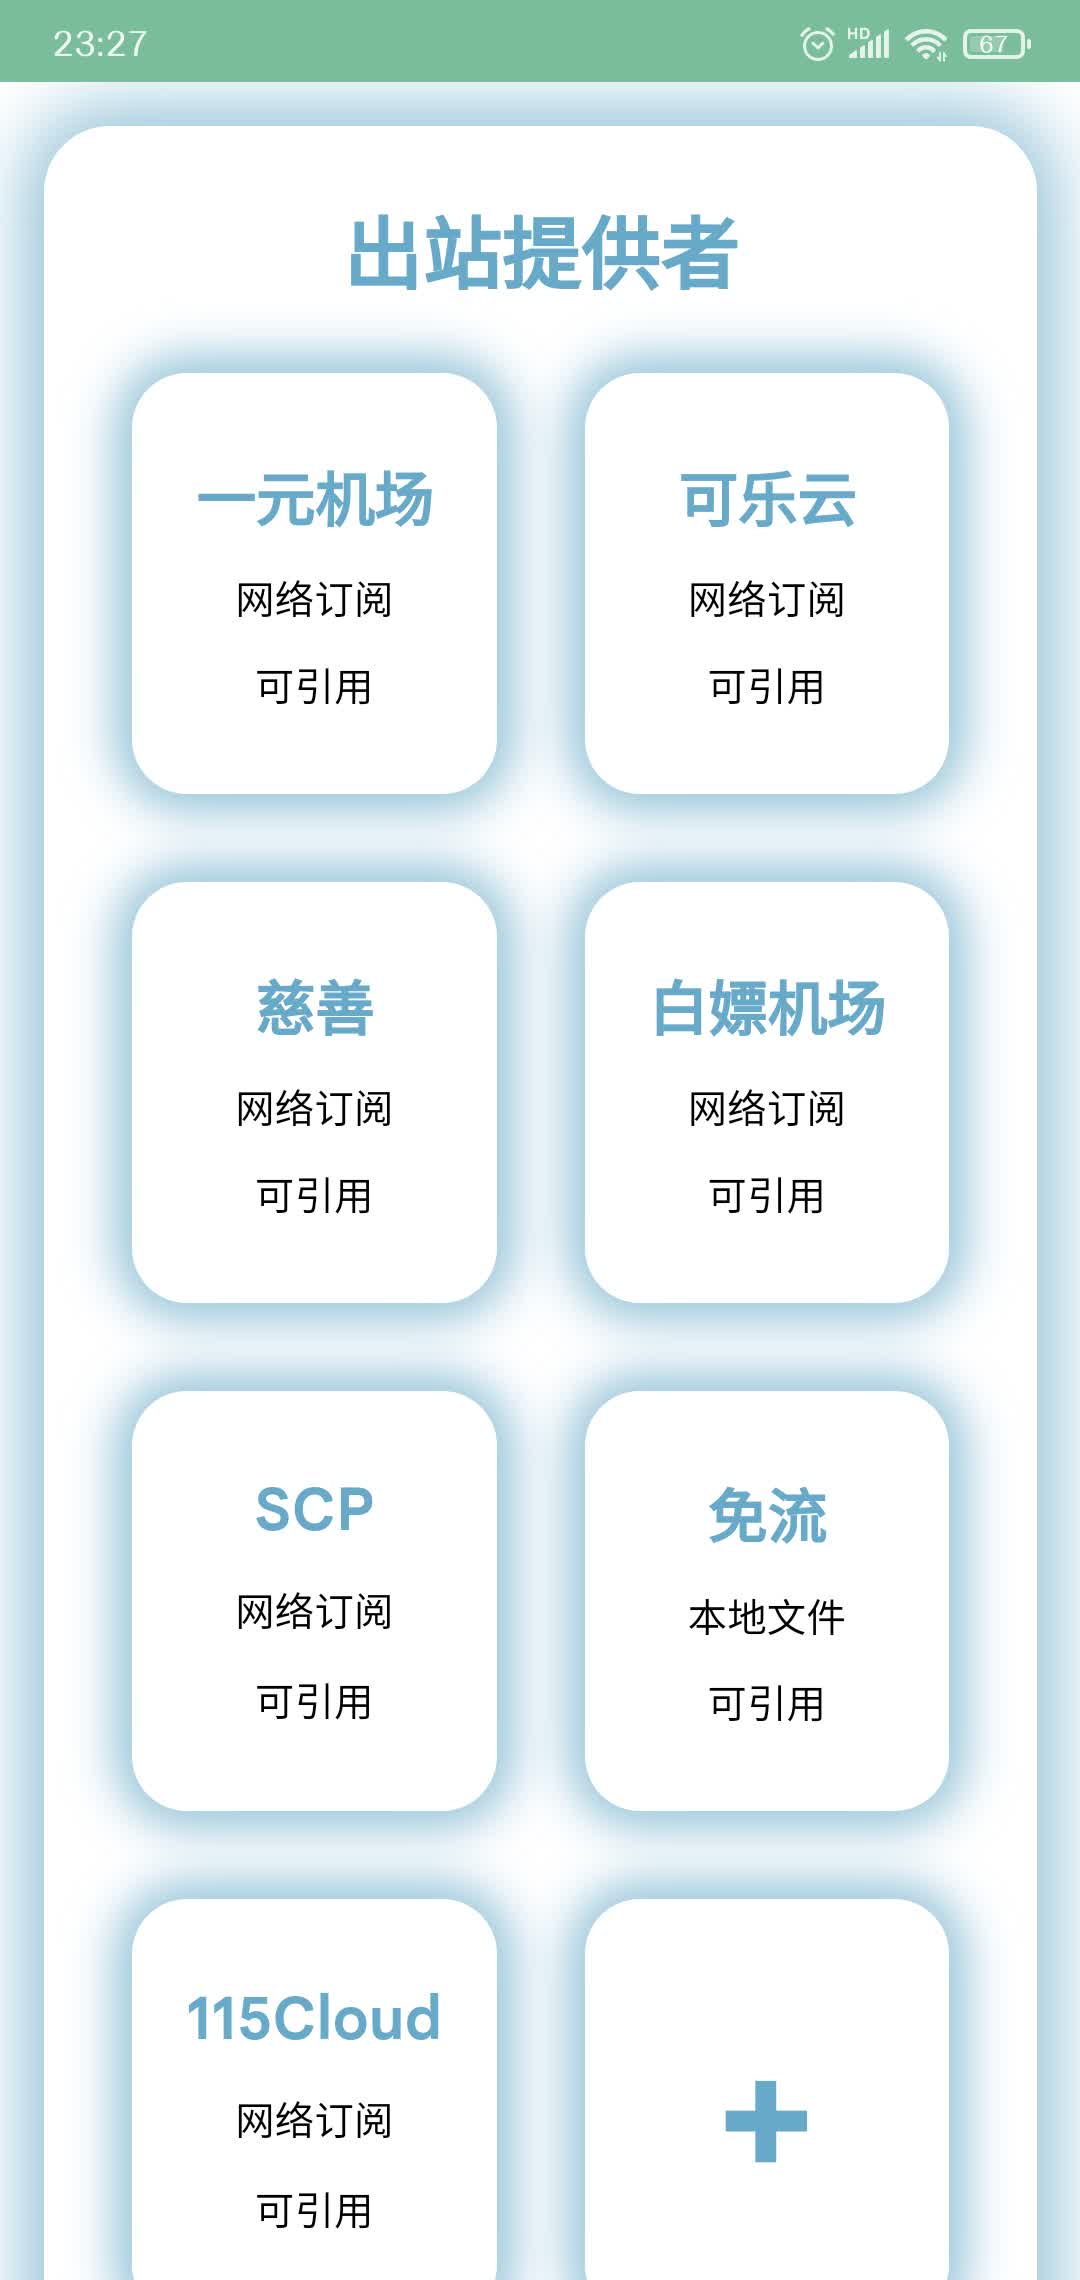 23:27
HD
67
出站提供者
一元机场
网络订阅
可引用
可乐云
网络订阅
可引用
慈善
网络订阅
可引用
白嫖机场
网络订阅
可引用
SCP
网络订阅
可引用
免流
本地文件
可引用
115Cloud
网络订阅
可引用